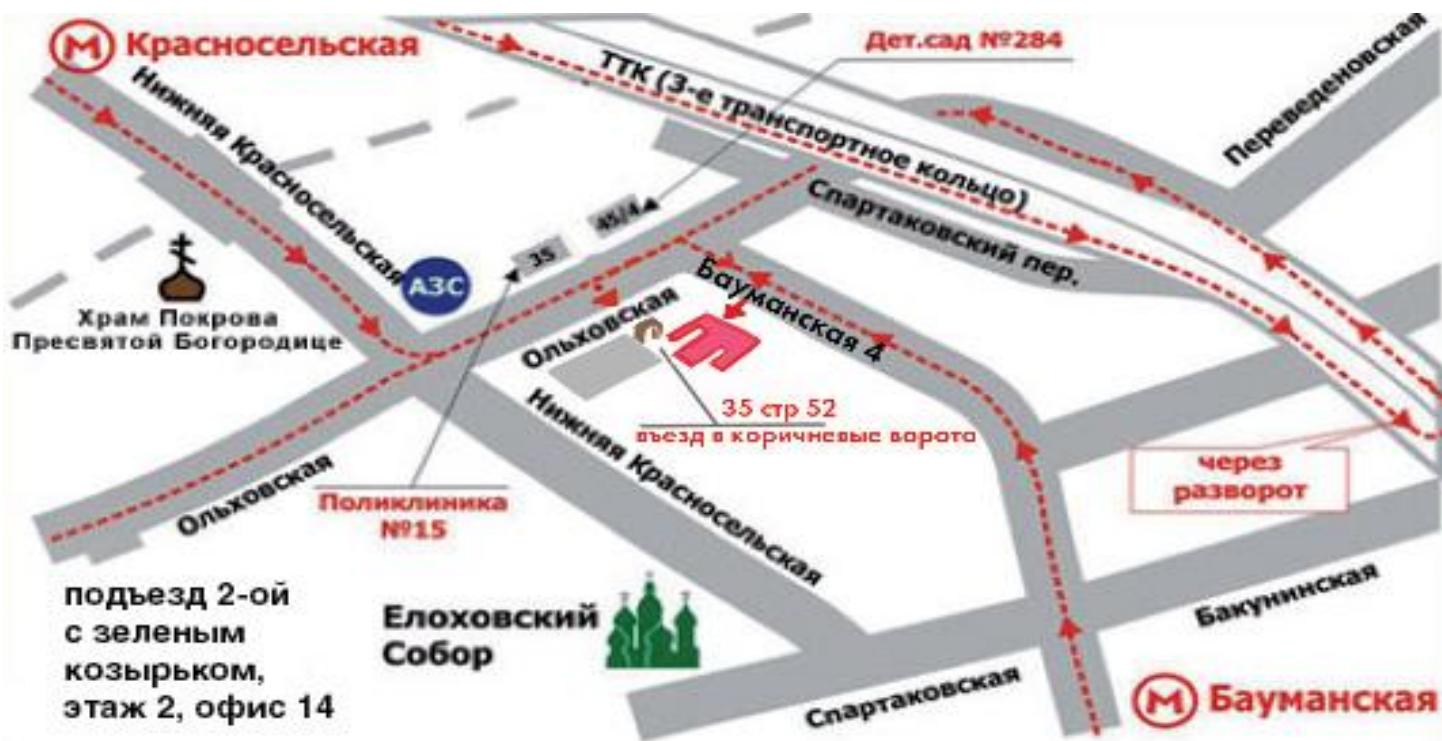 М Красносельская
Дет.сад №284
Нижняя Красносельская
ТТК (3-е транспортное кольцо)
Переведеновская
45/4
35
АЗС
Спартаковский пер.
Бауманская 4
Храм Покрова
Пресвятой Богородице
Ольховская
35 стр 52
въезд в коричневые ворота
Нижняя Красносельская
через
разворот
Ольховская
Поликлиника
№15
подъезд 2-ой
с зеленым
козырьком,
этаж 2, офис 14
Елоховский
Собор
Бакунинская
Спартаковская
М Бауманская